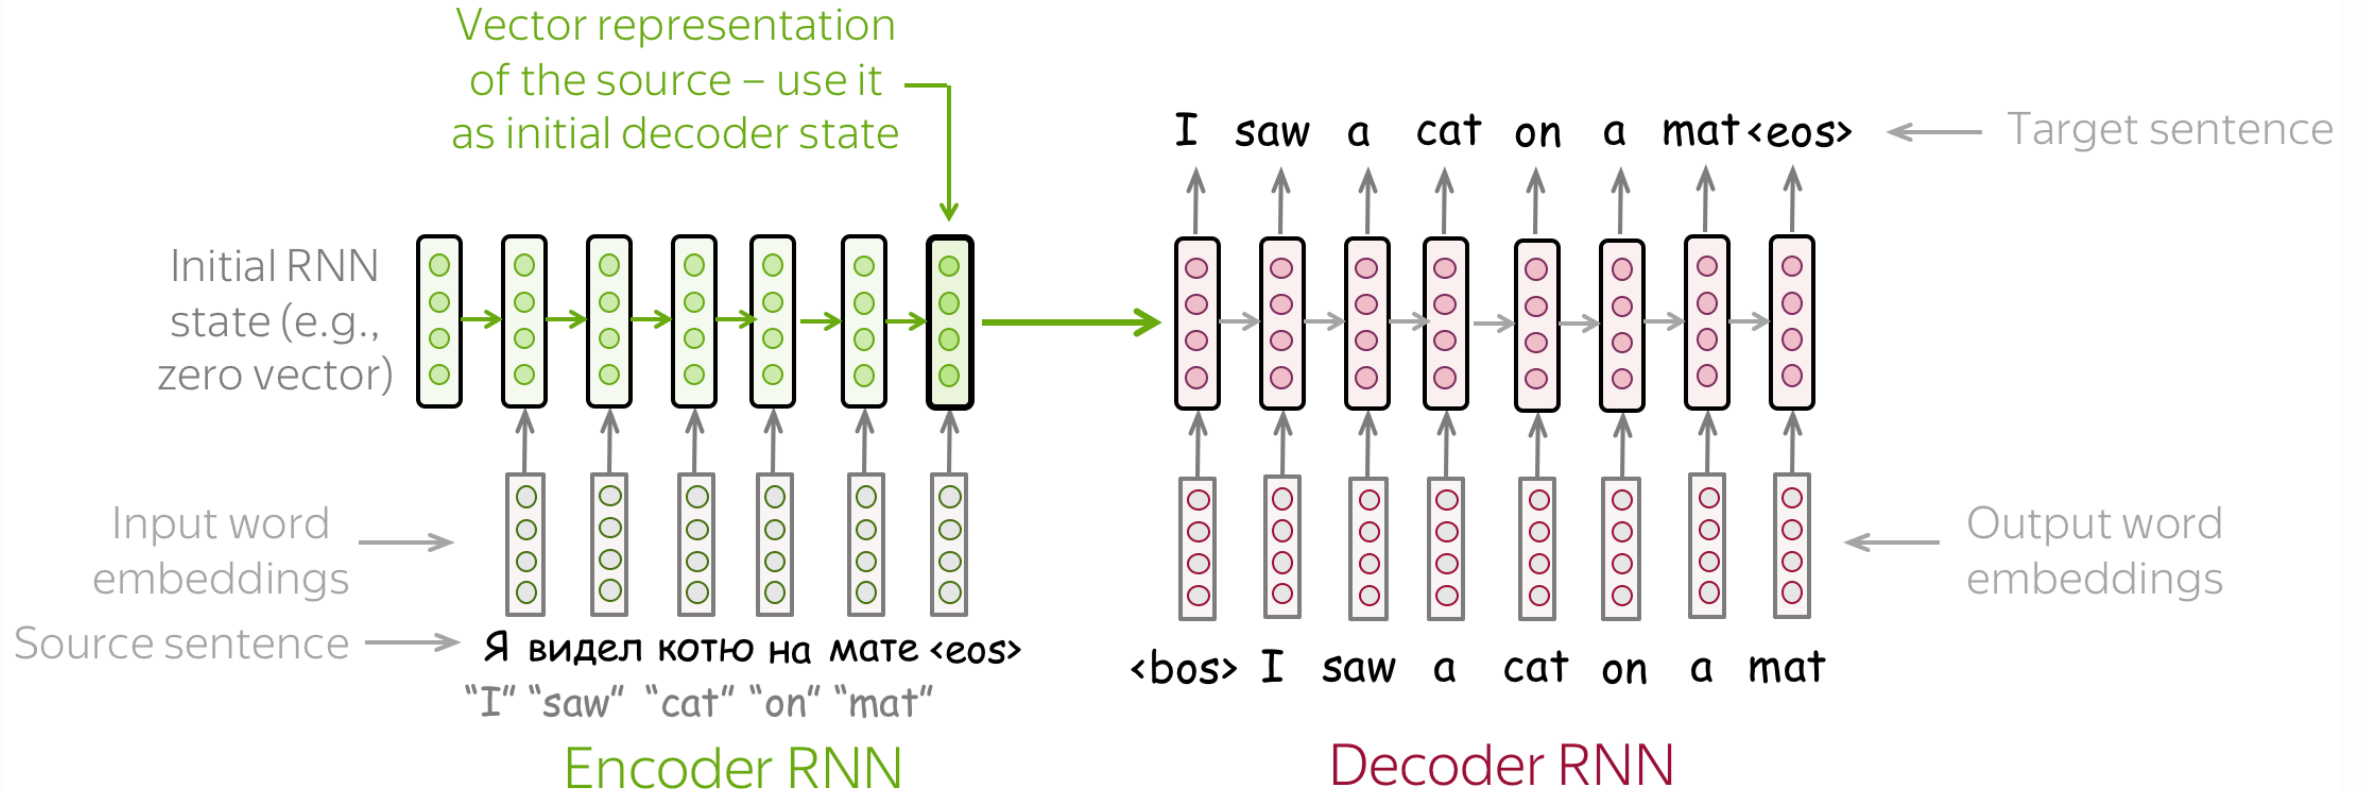 Vector representation
of the source – use it
as initial decoder state
I saw a cat on a mat <eos>
Target sentence
Initial RNN
state (e.g.,
zero vector)
Input word
embeddings
Output word
embeddings
Source sentence
Я видел котю на мате <eos>
“I” “saw” “cat” “on” “mat”
<bos> I saw a cat on a mat
Encoder RNN
Decoder RNN